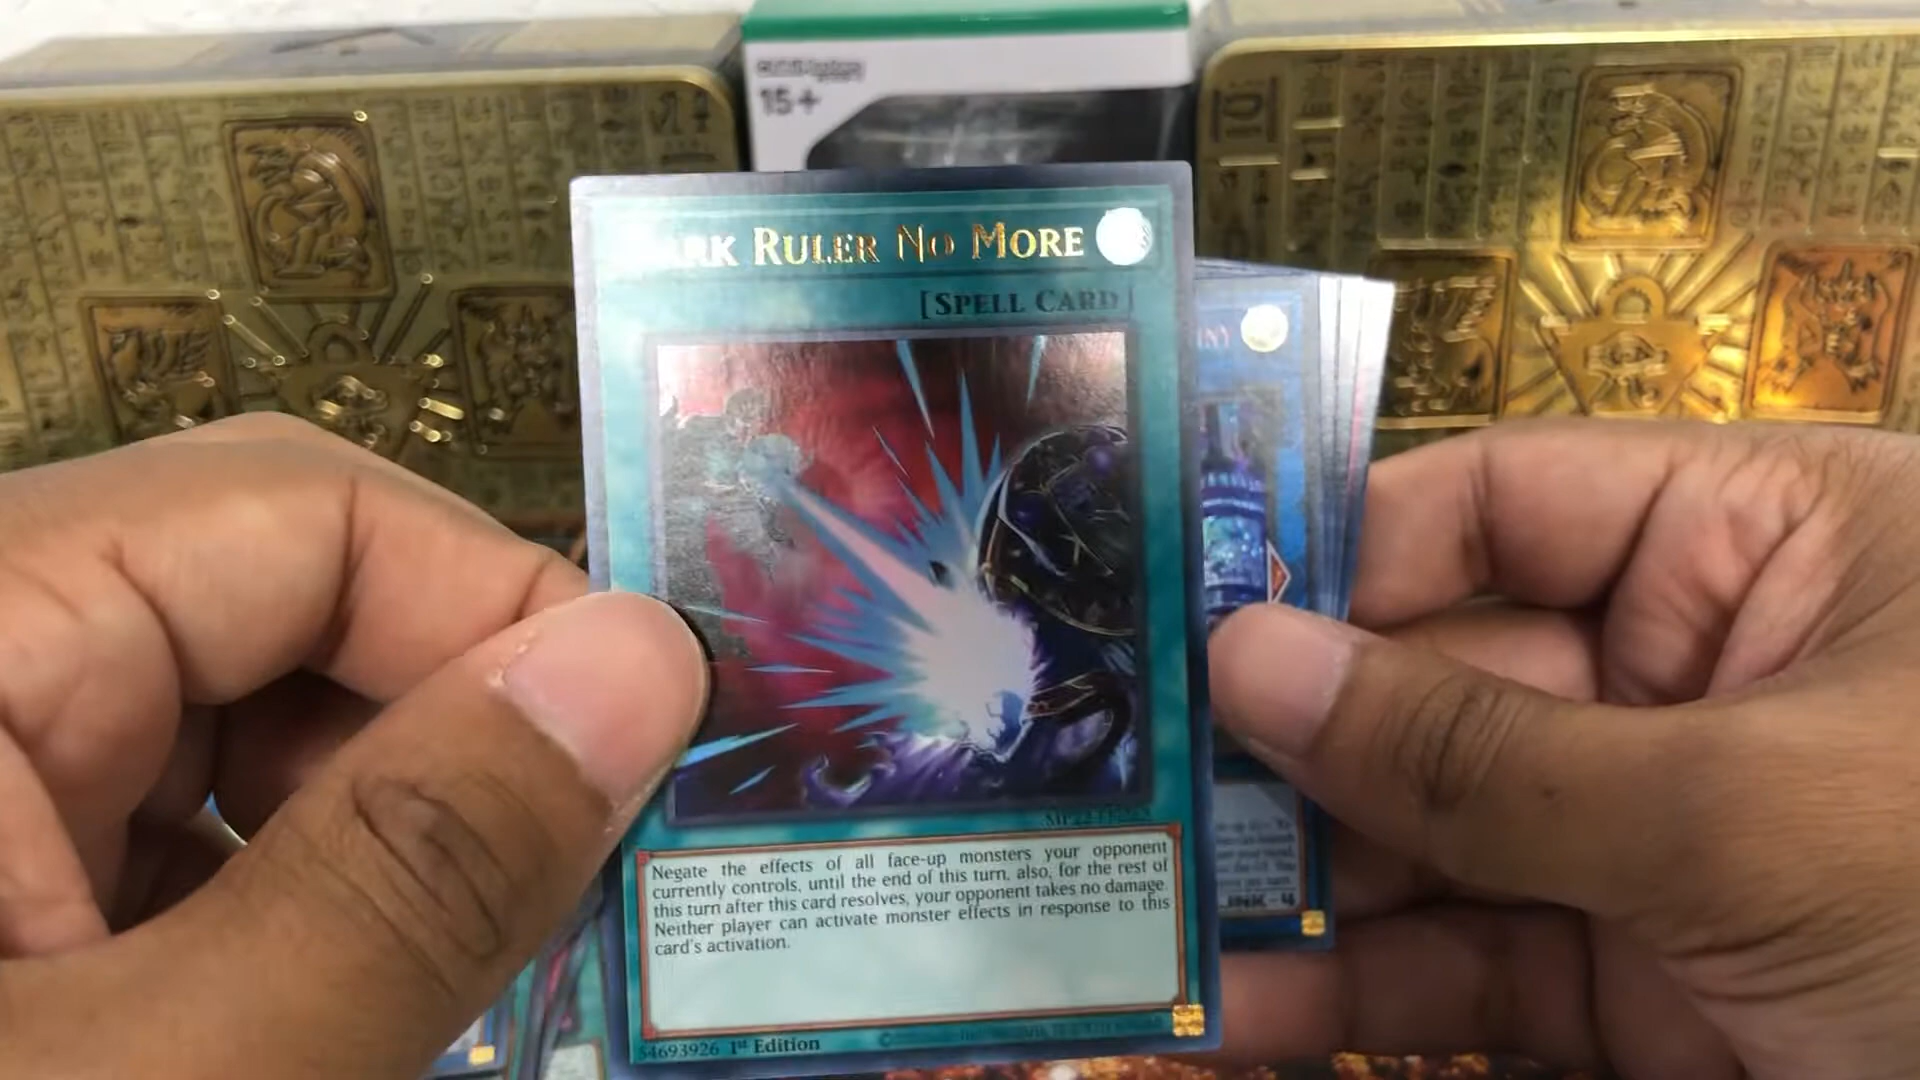 15+
ARK RULER NO MORE
[SPELL CARD]
Negate the effects of all face-up monsters your opponent
currently controls, until the end of this turn, also, for the rest of
this turn after this card resolves, your opponent takes no damage.
Neither player can activate monster effects in response to this
card's activation.
54693926 1st Edition